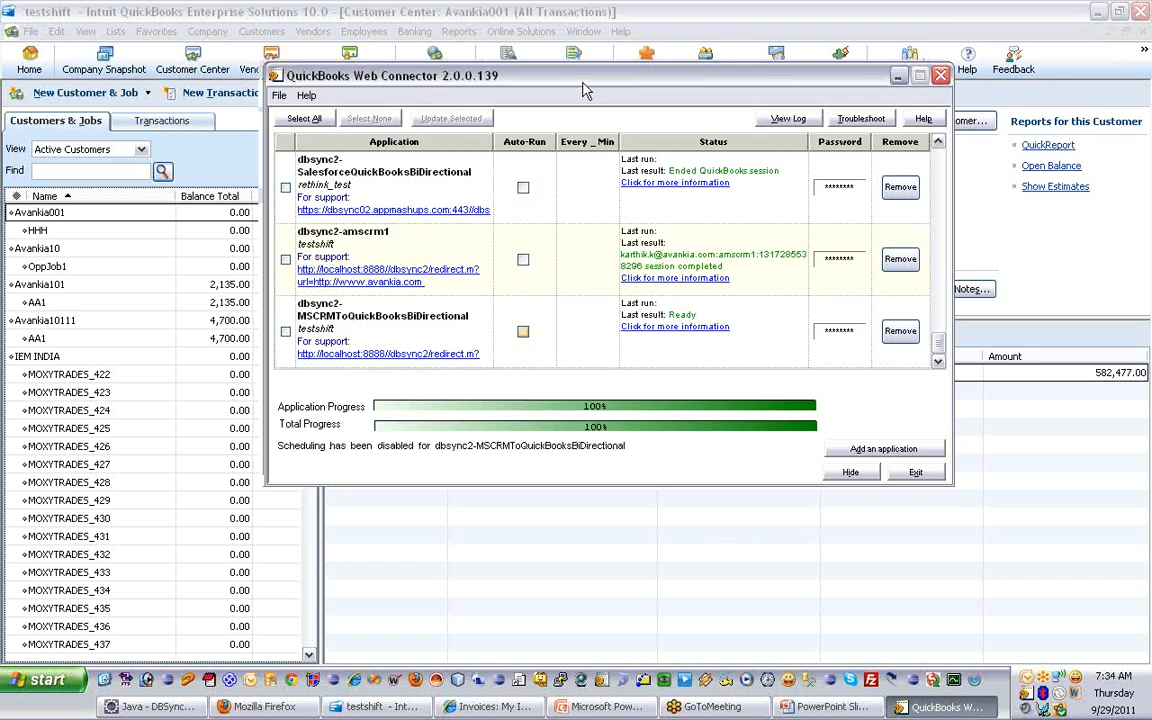 testshift - Intuit QuickBooks Enterprise Solutions 10.0 - [Customer Center: Avankia001 (All Transactions)]
File Edit View Lists Favorites Company Customers Vendors Employees Banking Reports Online Solutions Window Help
Home Company Snapshot Customer Center Help Feedback
New Customer & Job New Transactio
Customers & Jobs Transactions
View Active Customers
Find
Name Balance Total
Avankia001 0.00
HHH 0.00
Avankia10 0.00
OppJob1 0.00
Avankia101 2,135.00
AA1 2,135.00
Avankia10111 4,700.00
AA1 4,700.00
IEM INDIA 0.00
MOXYTRADES_422 0.00
MOXYTRADES_423 0.00
MOXYTRADES_424 0.00
MOXYTRADES_425 0.00
MOXYTRADES_426 0.00
MOXYTRADES_427 0.00
MOXYTRADES_428 0.00
MOXYTRADES_429 0.00
MOXYTRADES_430 0.00
MOXYTRADES_431 0.00
MOXYTRADES_432 0.00
MOXYTRADES_433 0.00
MOXYTRADES_434 0.00
MOXYTRADES_435 0.00
MOXYTRADES_436 0.00
MOXYTRADES_437 0.00
QuickBooks Web Connector 2.0.0.139
File Help
Select All Select None Update Selected View Log Troubleshoot Help
Application Auto-Run Every _ Min Status Password Remove
dbsync2-
SalesforceQuickBooksBiDirectional
rethink_test
For support:
https://dbsync02.appmashups.com:443//dbs
Last run:
Last result: Ended QuickBooks session
Click for more information
******** Remove
dbsync2-amscrm1
testshift
For support:
http://localhost:8888//dbsync2/redirect.m?
url=http://www.avankia.com
Last run:
Last result:
karthik.k@avankia.com:amscrm1:131728553
8296 session completed
Click for more information
******** Remove
dbsync2-
MSCRMToQuickBooksBiDirectional
testshift
For support:
http://localhost:8888//dbsync2/redirect.m?
Last run:
Last result: Ready
Click for more information
******** Remove
Application Progress 100%
Total Progress 100%
Scheduling has been disabled for dbsync2-MSCRMToQuickBooksBiDirectional
Add an application
Hide Exit
omer... Reports for this Customer
QuickReport
Open Balance
Show Estimates
Notes...
Amount
582,477.00
start
Java - DBSync... Mozilla Firefox testshift - Int... Invoices: My I... Microsoft Pow... GoToMeeting PowerPoint Sli... QuickBooks W...
7:34 AM
Thursday
9/29/2011